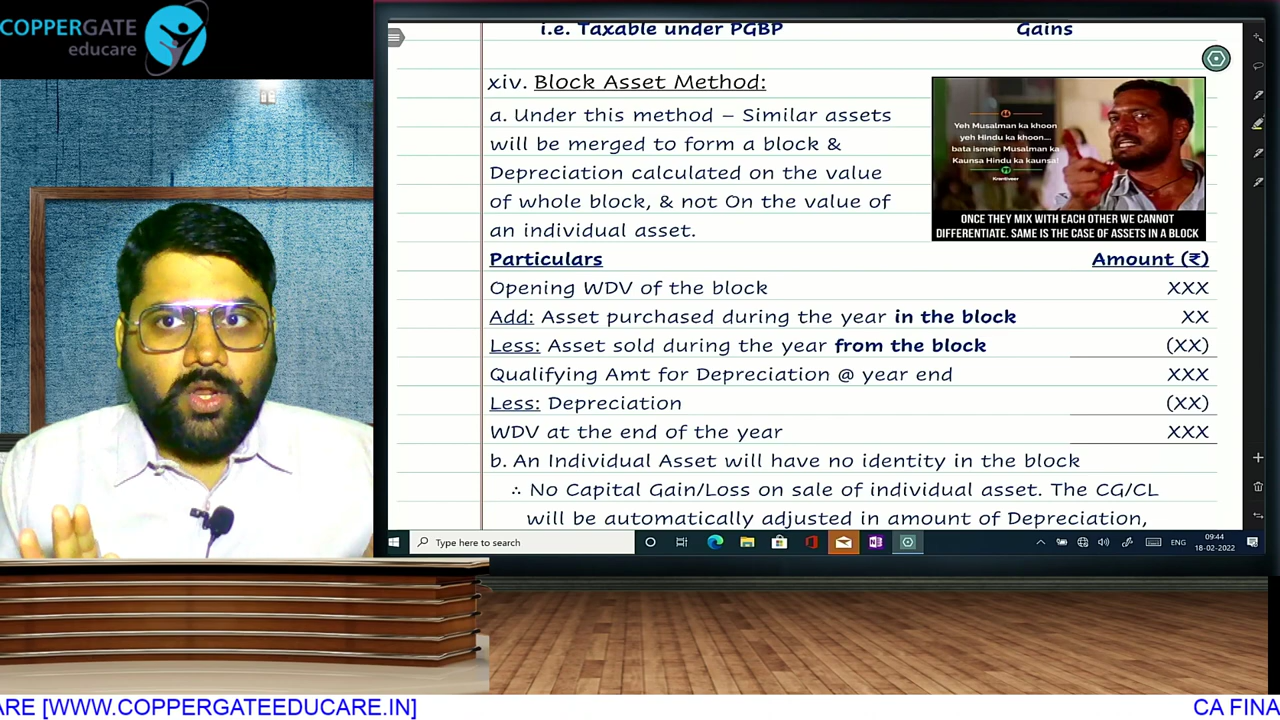 COPPERGATE
educare
i.e. Taxable under PGBP Gains
xiv. Block Asset Method:
a. Under this method – Similar assets
will be merged to form a block &
Depreciation calculated on the value
of whole block, & not On the value of
an individual asset.
Yeh Musalman ka khoon
yeh Hindu ka khoon...
bata ismein Musalman ka
Kaunsa Hindu ka kaunsa!
Krantiveer
ONCE THEY MIX WITH EACH OTHER WE CANNOT
DIFFERENTIATE. SAME IS THE CASE OF ASSETS IN A BLOCK
Particulars Amount (₹)
Opening WDV of the block XXX
Add: Asset purchased during the year in the block XX
Less: Asset sold during the year from the block (XX)
Qualifying Amt for Depreciation @ year end XXX
Less: Depreciation (XX)
WDV at the end of the year XXX
b. An Individual Asset will have no identity in the block
∴ No Capital Gain/Loss on sale of individual asset. The CG/CL
will be automatically adjusted in amount of Depreciation,
Type here to search
ENG
09:44
18-02-2022
ARE [WWW.COPPERGATEEDUCARE.IN] CA FINA